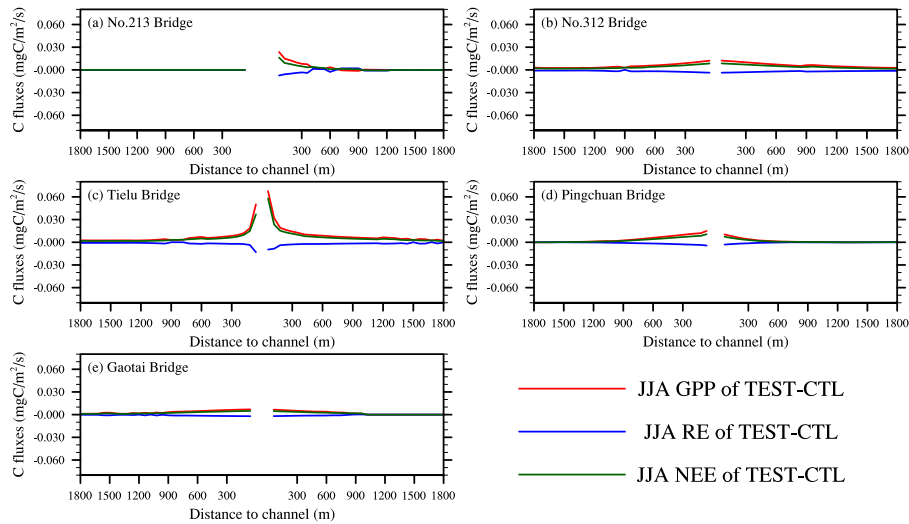 (a) No.213 Bridge
C fluxes (mgC/m²/s)
0.060
0.030
-0.000
-0.030
-0.060
1800 1500 1200 900 600 300 300 600 900 1200 1500 1800
Distance to channel (m)
(b) No.312 Bridge
C fluxes (mgC/m²/s)
0.060
0.030
-0.000
-0.030
-0.060
1800 1500 1200 900 600 300 300 600 900 1200 1500 1800
Distance to channel (m)
(c) Tielu Bridge
C fluxes (mgC/m²/s)
0.060
0.030
-0.000
-0.030
-0.060
1800 1500 1200 900 600 300 300 600 900 1200 1500 1800
Distance to channel (m)
(d) Pingchuan Bridge
C fluxes (mgC/m²/s)
0.060
0.030
-0.000
-0.030
-0.060
1800 1500 1200 900 600 300 300 600 900 1200 1500 1800
Distance to channel (m)
(e) Gaotai Bridge
C fluxes (mgC/m²/s)
0.060
0.030
-0.000
-0.030
-0.060
1800 1500 1200 900 600 300 300 600 900 1200 1500 1800
Distance to channel (m)
JJA GPP of TEST-CTL
JJA RE of TEST-CTL
JJA NEE of TEST-CTL